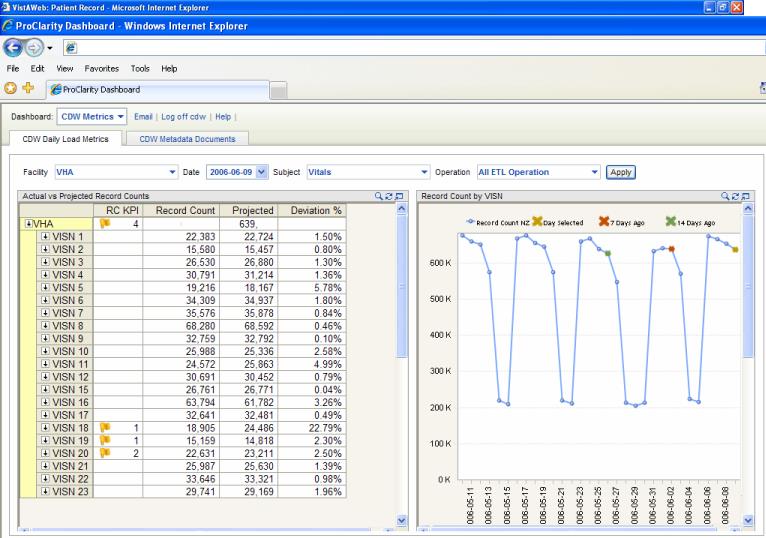 VistAWeb: Patient Record - Microsoft Internet Explorer
ProClarity Dashboard - Windows Internet Explorer
File Edit View Favorites Tools Help
ProClarity Dashboard
Dashboard: CDW Metrics Email | Log off cdw | Help |
CDW Daily Load Metrics CDW Metadata Documents
Facility VHA Date 2006-06-09 Subject Vitals Operation All ETL Operation Apply
Actual vs Projected Record Counts
RC KPI Record Count Projected Deviation %
VHA 4 639,
VISN 1 22,383 22,724 1.50%
VISN 2 15,580 15,457 0.80%
VISN 3 26,530 26,880 1.30%
VISN 4 30,791 31,214 1.36%
VISN 5 19,216 18,167 5.78%
VISN 6 34,309 34,937 1.80%
VISN 7 35,576 35,878 0.84%
VISN 8 68,280 68,592 0.46%
VISN 9 32,759 32,792 0.10%
VISN 10 25,988 25,336 2.58%
VISN 11 24,572 25,863 4.99%
VISN 12 30,691 30,452 0.79%
VISN 15 26,761 26,771 0.04%
VISN 16 63,794 61,782 3.26%
VISN 17 32,641 32,481 0.49%
VISN 18 1 18,905 24,486 22.79%
VISN 19 1 15,159 14,818 2.30%
VISN 20 2 22,631 23,211 2.50%
VISN 21 25,987 25,630 1.39%
VISN 22 33,646 33,321 0.98%
VISN 23 29,741 29,169 1.96%
Record Count by VISN
Record Count NZ Day Selected 7 Days Ago 14 Days Ago
600 K
500 K
400 K
300 K
200 K
100 K
0 K
006-05-11
006-05-13
006-05-15
006-05-17
006-05-19
006-05-21
006-05-23
006-05-25
006-05-27
006-05-29
006-05-31
006-06-02
006-06-04
006-06-06
006-06-08